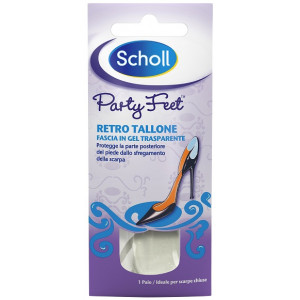 Scholl
Party Feet
RETRO TALLONE
FASCIA IN GEL TRASPARENTE
Protegge la parte posteriore
del piede dallo sfregamento
della scarpa
1 Paio / Ideale per scarpe chiuse